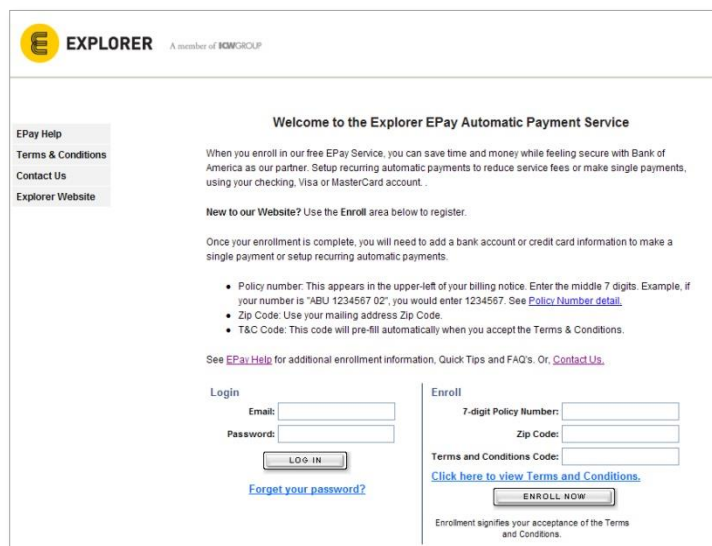 EXPLORER A member of ICWGROUP
EPay Help
Terms & Conditions
Contact Us
Explorer Website
Welcome to the Explorer EPay Automatic Payment Service
When you enroll in our free EPay Service, you can save time and money while feeling secure with Bank of
America as our partner. Setup recurring automatic payments to reduce service fees or make single payments,
using your checking, Visa or MasterCard account. .
New to our Website? Use the Enroll area below to register.
Once your enrollment is complete, you will need to add a bank account or credit card information to make a
single payment or setup recurring automatic payments.
• Policy number: This appears in the upper-left of your billing notice. Enter the middle 7 digits. Example, if
your number is "ABU 1234567 02", you would enter 1234567. See Policy Number detail.
• Zip Code: Use your mailing address Zip Code.
• T&C Code: This code will pre-fill automatically when you accept the Terms & Conditions.
See EPay Help for additional enrollment information, Quick Tips and FAQ's. Or, Contact Us.
Login
Email:
Password:
LOG IN
Forget your password?
Enroll
7-digit Policy Number:
Zip Code:
Terms and Conditions Code:
Click here to view Terms and Conditions.
ENROLL NOW
Enrollment signifies your acceptance of the Terms
and Conditions.